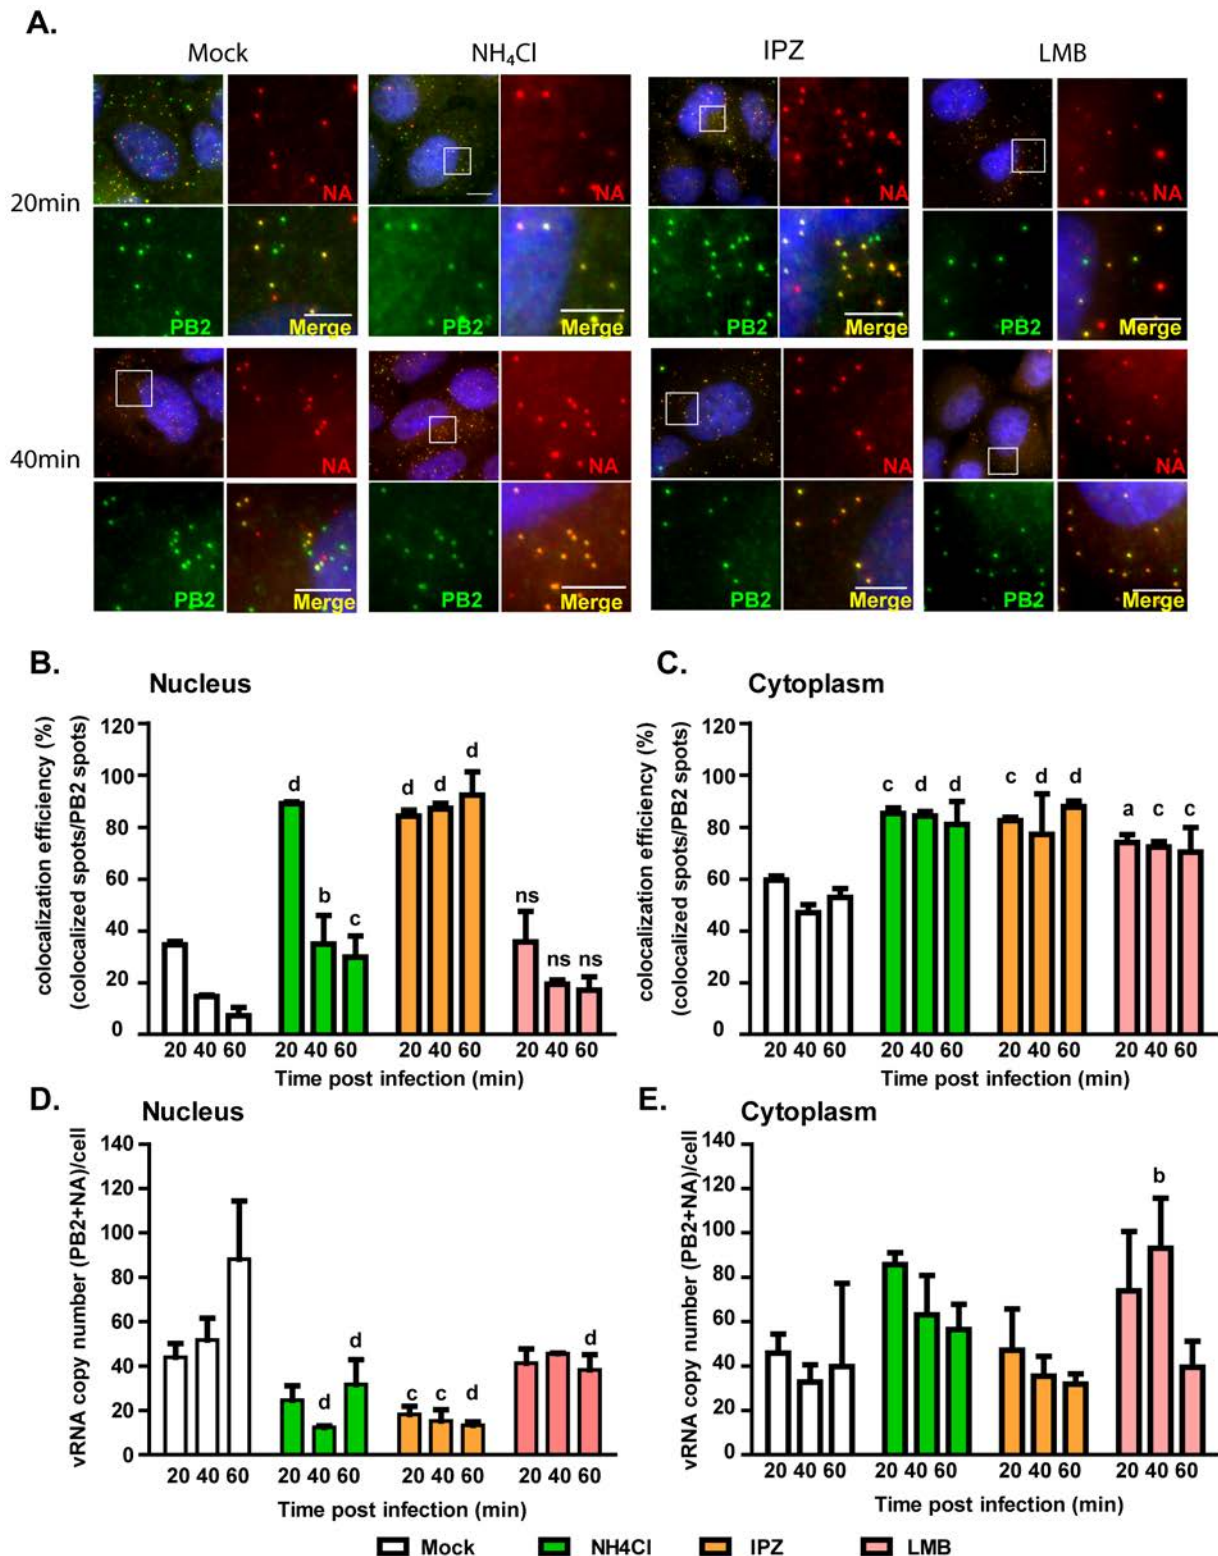 A.
Mock NH₄Cl IPZ LMB
20min
NA NA NA NA
PB2 Merge PB2 Merge PB2 Merge PB2 Merge
40min
NA NA NA NA
PB2 Merge PB2 Merge PB2 Merge PB2 Merge
B.
Nucleus
colocalization efficiency (%)
(colocalized spots/PB2 spots)
120
100
80
60
40
20
0
d
b
c
d
d
d
ns
ns ns
20 40 60 20 40 60 20 40 60 20 40 60
Time post infection (min)
C.
Cytoplasm
colocalization efficiency (%)
(colocalized spots/PB2 spots)
120
100
80
60
40
20
0
c d d c d d a c c
20 40 60 20 40 60 20 40 60 20 40 60
Time post infection (min)
D.
Nucleus
vRNA copy number (PB2+NA)/cell
140
120
100
80
60
40
20
0
d
d
c c d
d
20 40 60 20 40 60 20 40 60 20 40 60
Time post infection (min)
E.
Cytoplasm
vRNA copy number (PB2+NA)/cell
140
120
100
80
60
40
20
0
b
20 40 60 20 40 60 20 40 60 20 40 60
Time post infection (min)
Mock NH4Cl IPZ LMB